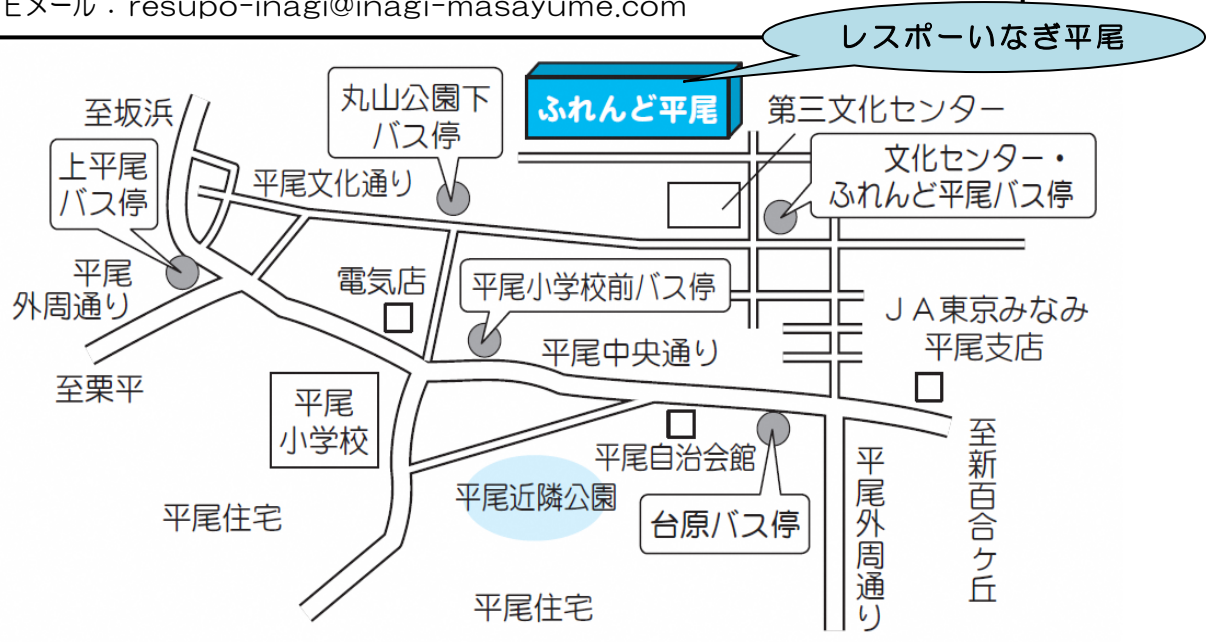 Eメール：resupo-inagi@inagi-masayume.com
レスポーいなぎ平尾
ふれんど平尾
丸山公園下
バス停
至坂浜
第三文化センター
上平尾
バス停
平尾文化通り
文化センター・
ふれんど平尾バス停
平尾
外周通り
電気店
平尾小学校前バス停
JA東京みなみ
平尾支店
平尾中央通り
至栗平
平尾
小学校
平尾自治会館
平尾近隣公園
台原バス停
平尾外周通り
至新百合ヶ丘
平尾住宅
平尾住宅